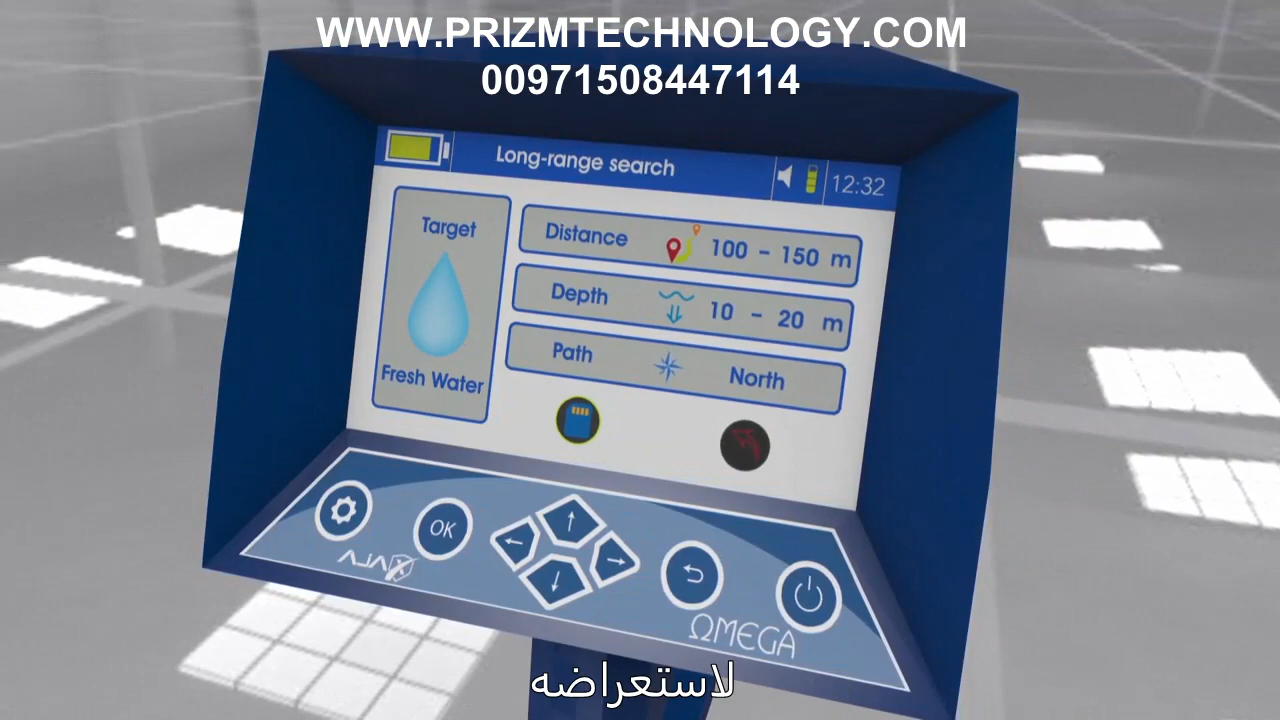 WWW.PRIZMTECHNOLOGY.COM
00971508447114
Long-range search
12:32
Target
Fresh Water
Distance 100 - 150 m
Depth 10 - 20 m
Path North
OK
AJAX
ΩMEGA
لاستعراضه